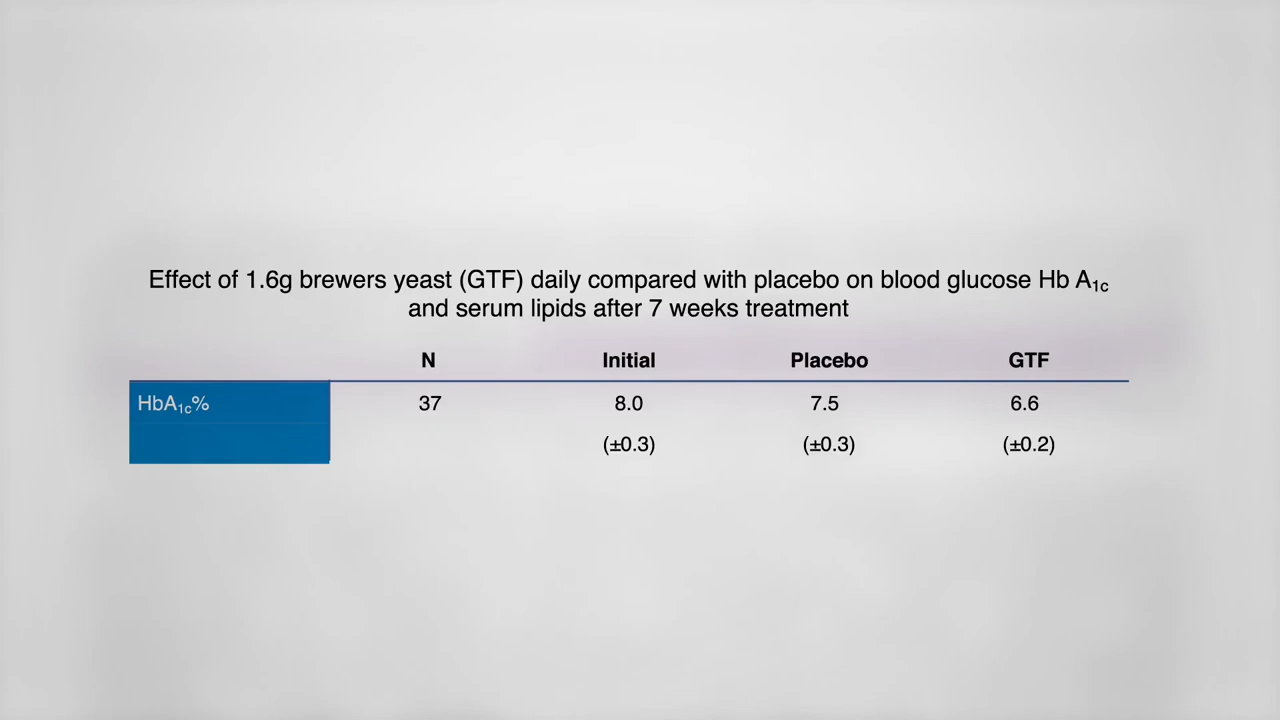 Effect of 1.6g brewers yeast (GTF) daily compared with placebo on blood glucose Hb A₁c
and serum lipids after 7 weeks treatment
N Initial Placebo GTF
HbA₁c% 37 8.0 7.5 6.6
(±0.3) (±0.3) (±0.2)